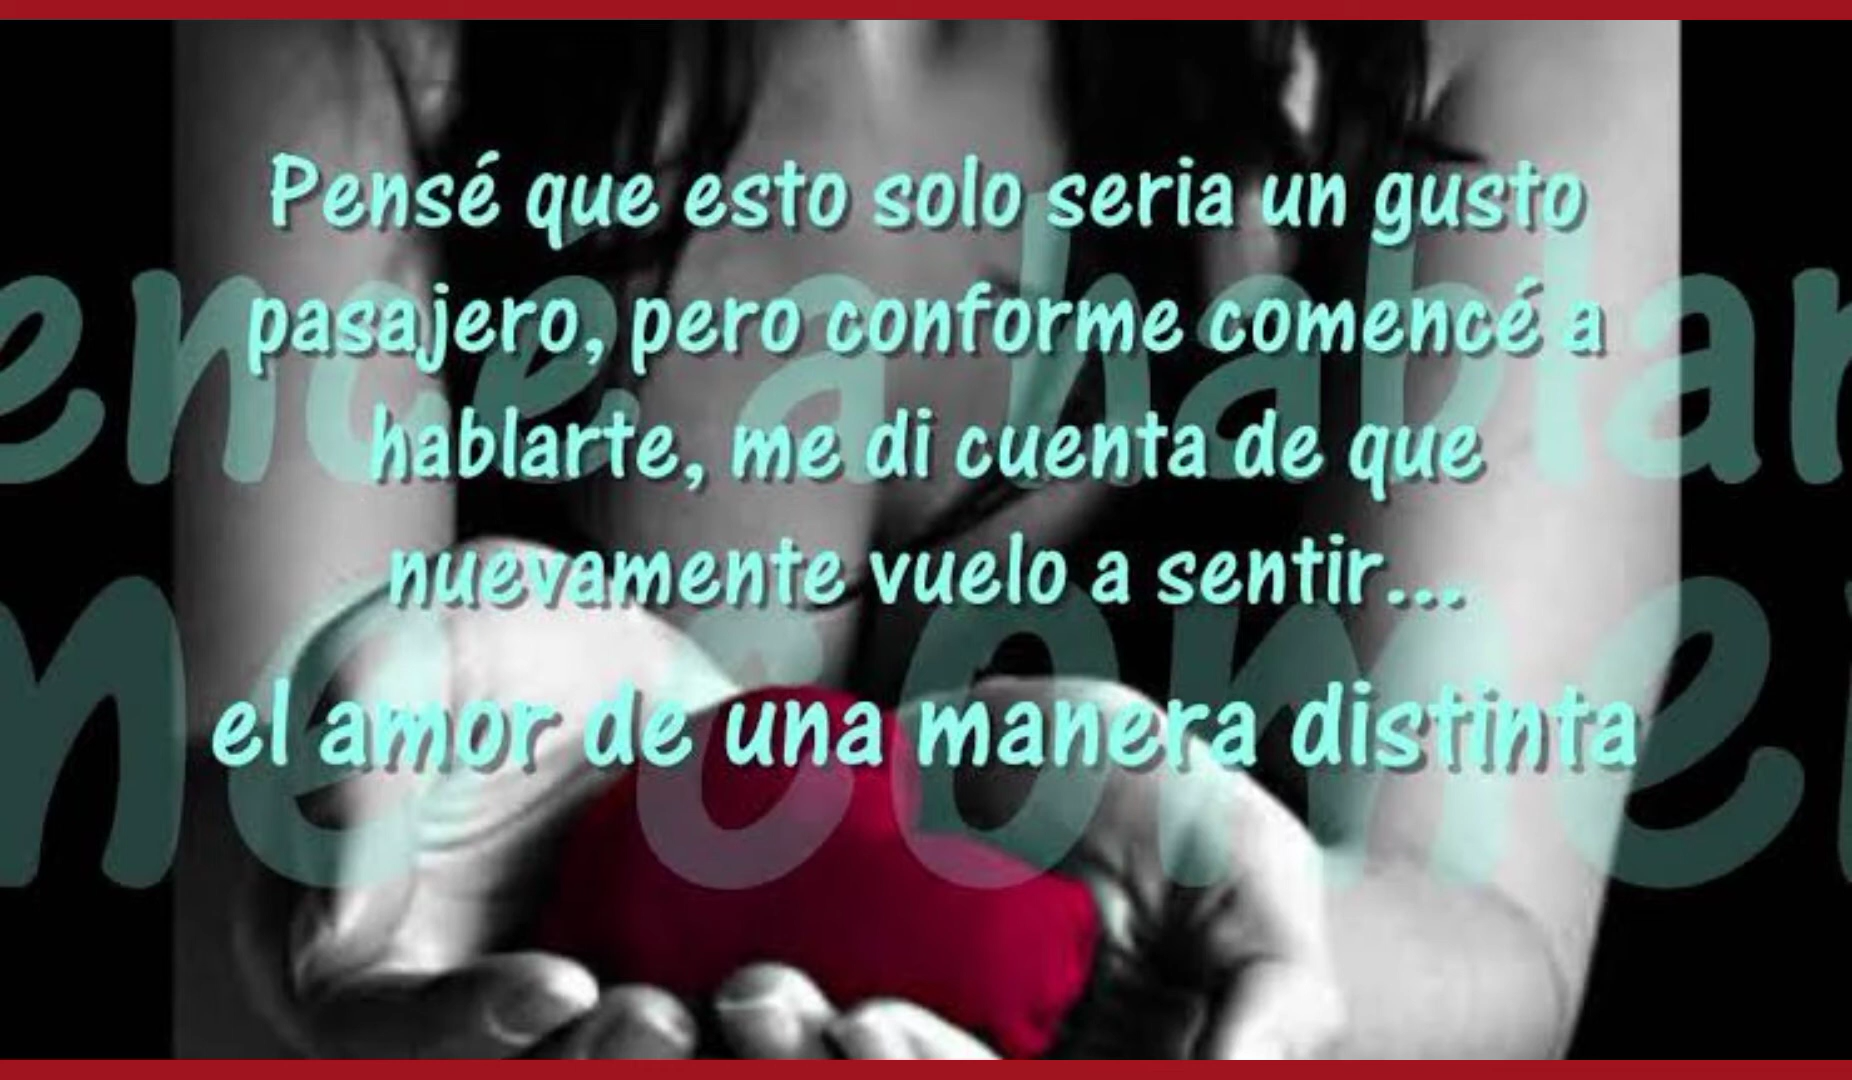 Pensé que esto solo seria un gusto
pasajero, pero conforme comencé a
hablarte, me di cuenta de que
nuevamente vuelo a sentir...
el amor de una manera distinta